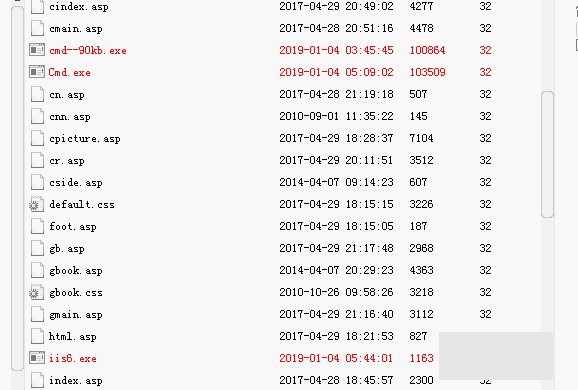 cindex.asp 2017-04-29 20:49:02 4277 32
cmain.asp 2017-04-28 20:51:16 4478 32
cmd--90kb.exe 2019-01-04 03:45:45 100864 32
Cmd.exe 2019-01-04 05:09:02 103509 32
cn.asp 2017-04-28 21:19:18 507 32
cnn.asp 2010-09-01 11:35:22 145 32
cpicture.asp 2017-04-29 18:28:37 7104 32
cr.asp 2017-04-29 20:11:51 3512 32
cside.asp 2014-04-07 09:14:23 607 32
default.css 2017-04-29 18:15:15 3226 32
foot.asp 2017-04-29 18:15:05 187 32
gb.asp 2017-04-29 21:17:48 2968 32
gbook.asp 2014-04-07 20:29:23 4363 32
gbook.css 2010-10-26 09:58:26 3218 32
gmain.asp 2017-04-29 21:16:40 3112 32
html.asp 2017-04-29 18:21:53 827
iis6.exe 2019-01-04 05:44:01 1163
index.asp 2017-04-28 18:45:57 2300 32